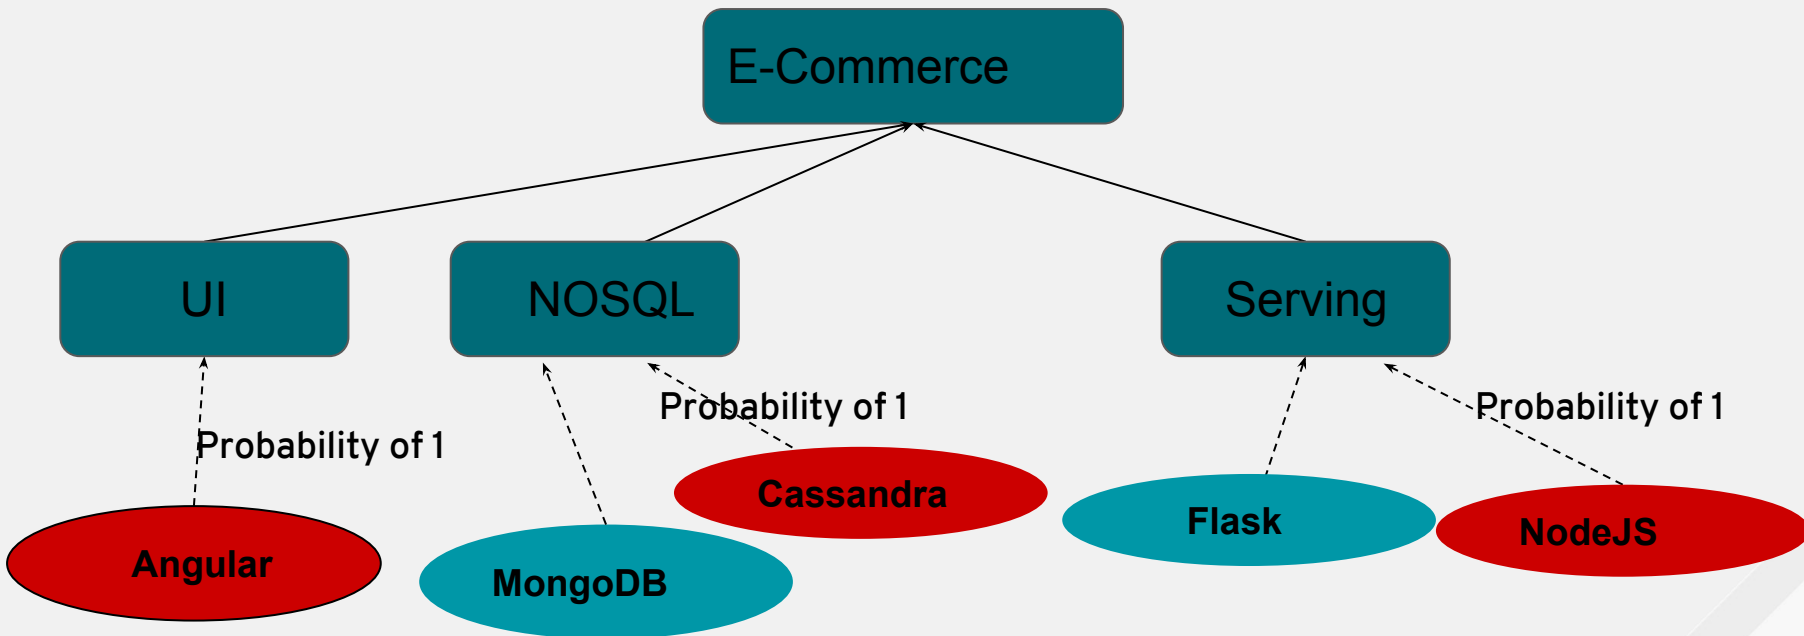 E-Commerce
UI
NOSQL
Serving
Probability of 1
Probability of 1
Probability of 1
Angular
MongoDB
Cassandra
Flask
NodeJS